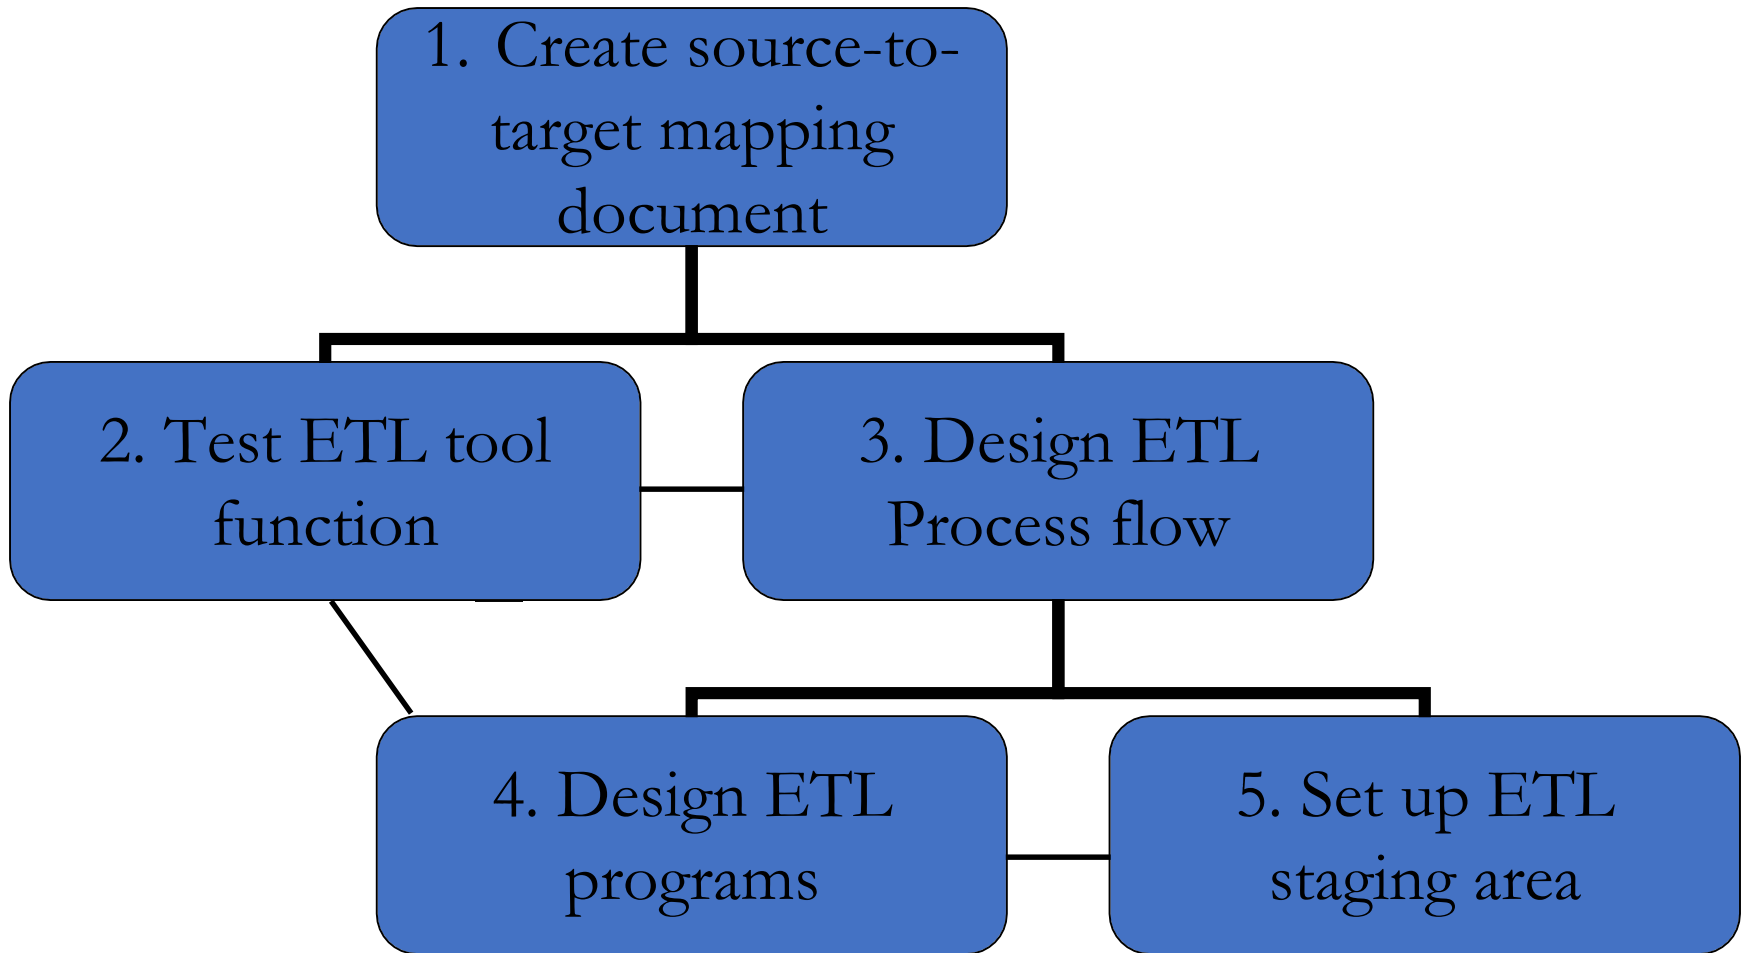 1. Create source-to-
target mapping
document
2. Test ETL tool
function
3. Design ETL
Process flow
4. Design ETL
programs
5. Set up ETL
staging area